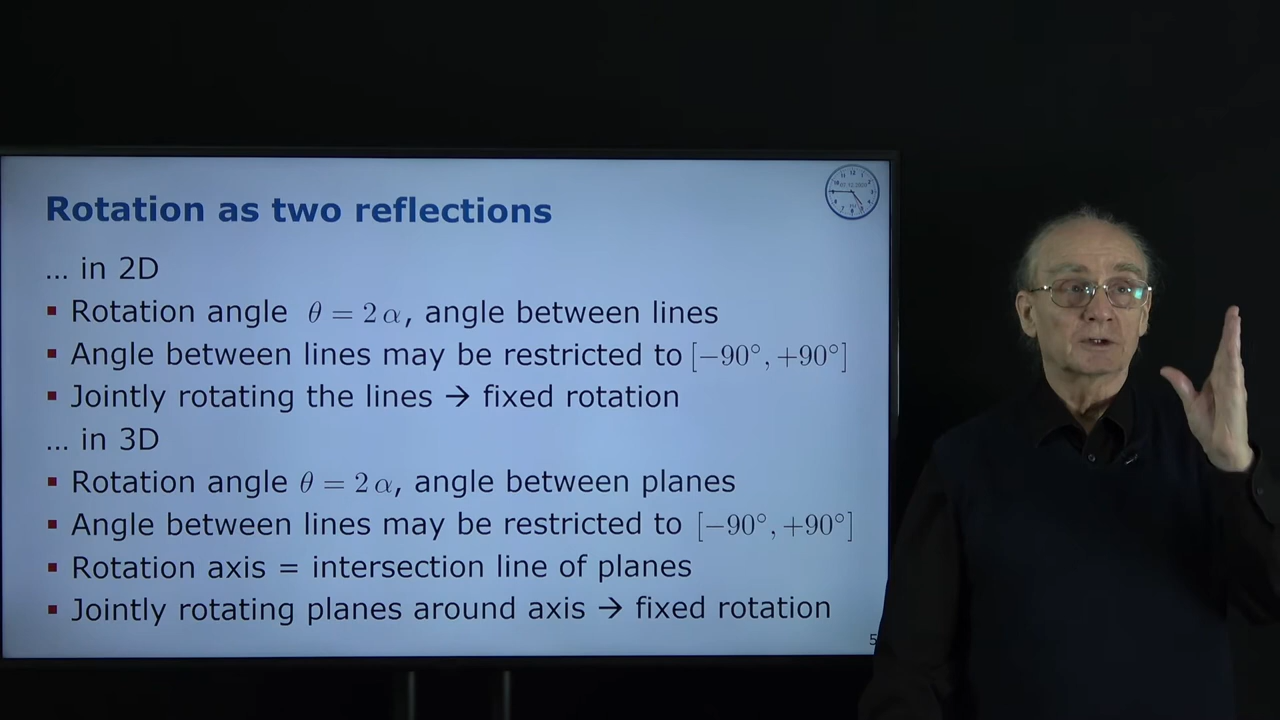 Rotation as two reflections
... in 2D
▪ Rotation angle θ = 2 α, angle between lines
▪ Angle between lines may be restricted to [−90°, +90°]
▪ Jointly rotating the lines → fixed rotation
... in 3D
▪ Rotation angle θ = 2 α, angle between planes
▪ Angle between lines may be restricted to [−90°, +90°]
▪ Rotation axis = intersection line of planes
▪ Jointly rotating planes around axis → fixed rotation
5